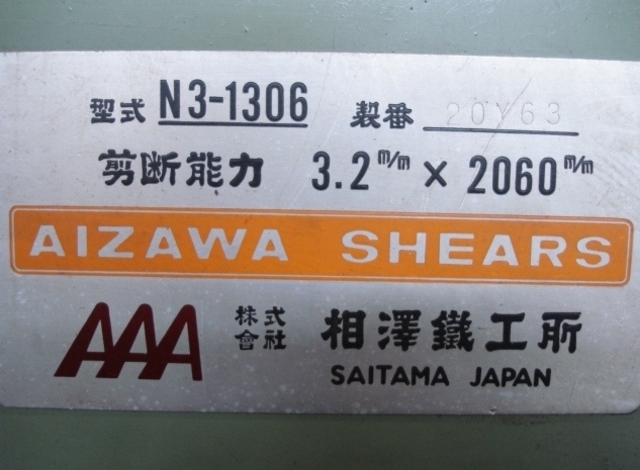 型式 N3-1306 製番 20Y63
剪断能力 3.2m/m × 2060m/m
AIZAWA SHEARS
AAA 株式會社 相澤鐵工所
SAITAMA JAPAN